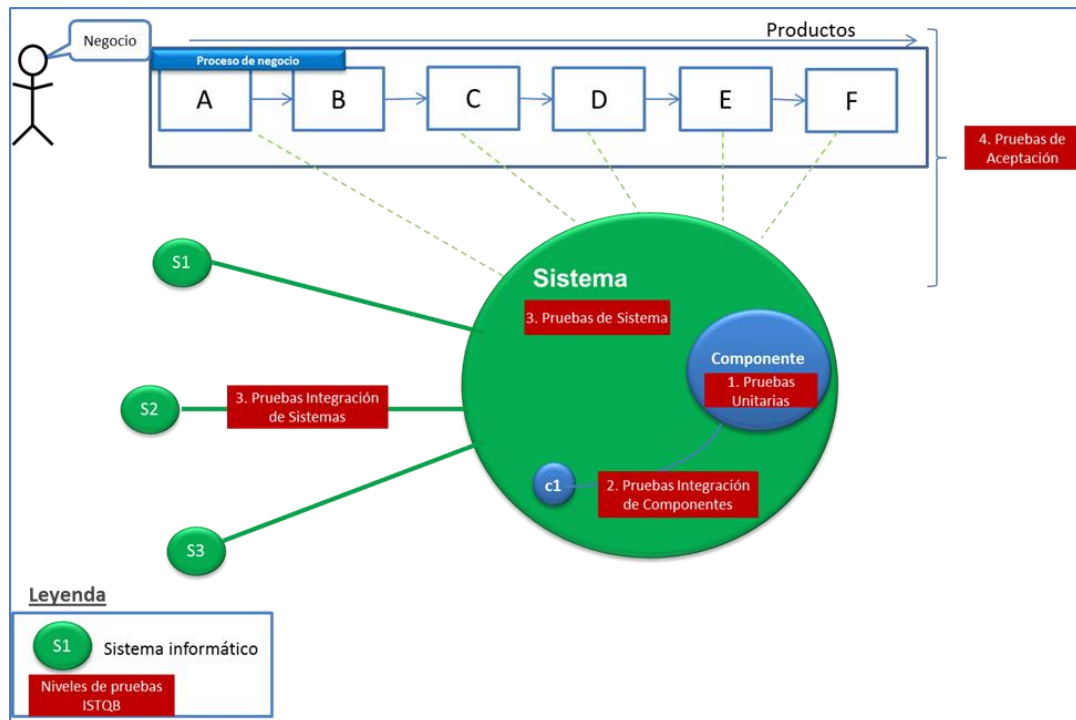 Negocio
Productos
Proceso de negocio
A
B
C
D
E
F
4. Pruebas de
Aceptación
S1
Sistema
3. Pruebas de Sistema
Componente
1. Pruebas
Unitarias
S2
3. Pruebas Integración
de Sistemas
c1
2. Pruebas Integración
de Componentes
S3
Leyenda
S1
Sistema informático
Niveles de pruebas
ISTQB